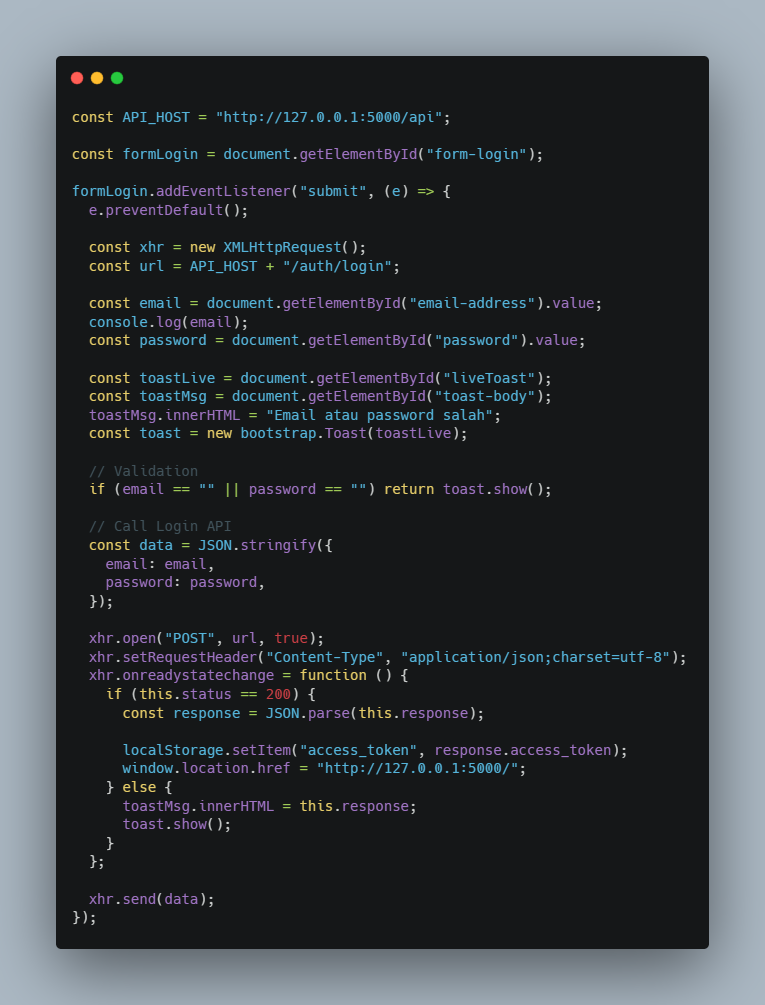 const API_HOST = "http://127.0.0.1:5000/api";
const formLogin = document.getElementById("form-login");
formLogin.addEventListener("submit", (e) => {
e.preventDefault();
const xhr = new XMLHttpRequest();
const url = API_HOST + "/auth/login";
const email = document.getElementById("email-address").value;
console.log(email);
const password = document.getElementById("password").value;
const toastLive = document.getElementById("liveToast");
const toastMsg = document.getElementById("toast-body");
toastMsg.innerHTML = "Email atau password salah";
const toast = new bootstrap.Toast(toastLive);
// Validation
if (email == "" || password == "") return toast.show();
// Call Login API
const data = JSON.stringify({
email: email,
password: password,
});
xhr.open("POST", url, true);
xhr.setRequestHeader("Content-Type", "application/json;charset=utf-8");
xhr.onreadystatechange = function () {
if (this.status == 200) {
const response = JSON.parse(this.response);
localStorage.setItem("access_token", response.access_token);
window.location.href = "http://127.0.0.1:5000/";
} else {
toastMsg.innerHTML = this.response;
toast.show();
}
};
xhr.send(data);
});